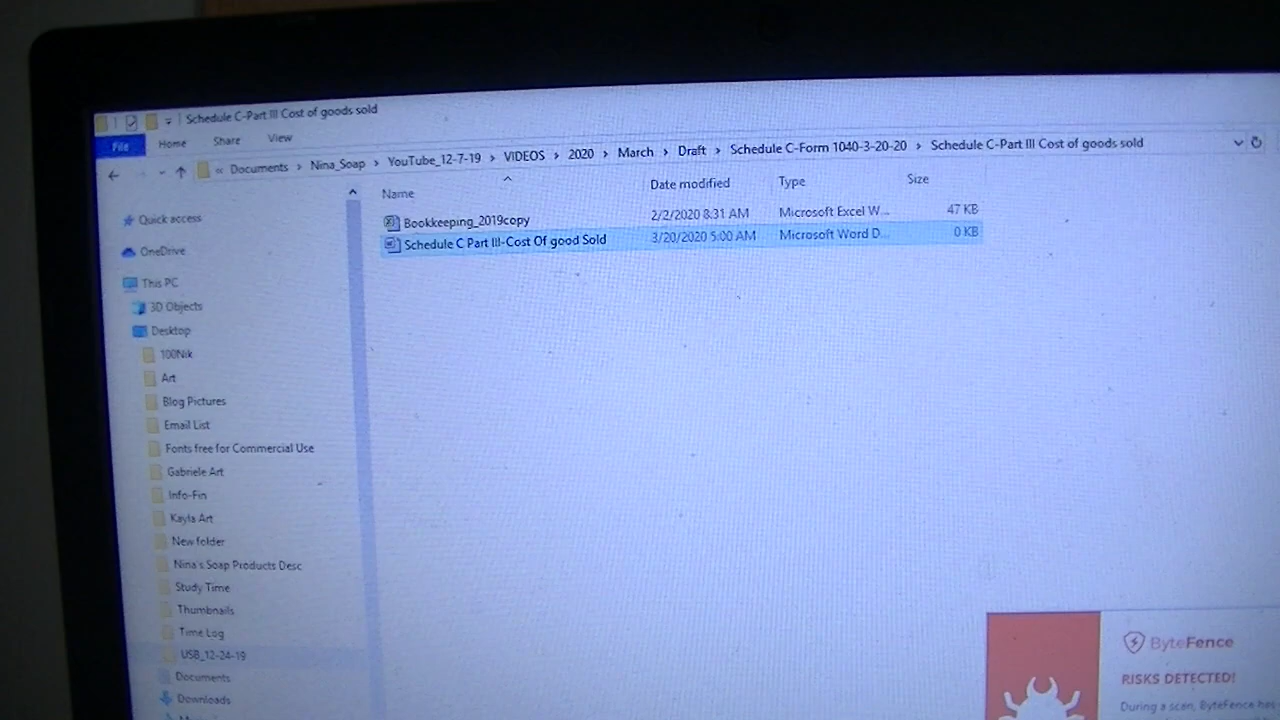 Schedule C-Part III Cost of goods sold
File Home Share View
« Documents > Nina_Soap > YouTube_12-7-19 > VIDEOS > 2020 > March > Draft > Schedule C-Form 1040-3-20-20 > Schedule C-Part III Cost of goods sold
Name Date modified Type Size
Bookkeeping_2019copy 2/2/2020 8:31 AM Microsoft Excel W... 47 KB
Schedule C Part III-Cost Of good Sold 3/20/2020 5:00 AM Microsoft Word D... 0 KB
Quick access
OneDrive
This PC
3D Objects
Desktop
100Nik
Art
Blog Pictures
Email List
Fonts free for Commercial Use
Gabriele Art
Info-Fin
Kayla Art
New folder
Nina's Soap Products Desc
Study Time
Thumbnails
Time Log
USB_12-24-19
Documents
Downloads
ByteFence
RISKS DETECTED!
During a scan, ByteFence has